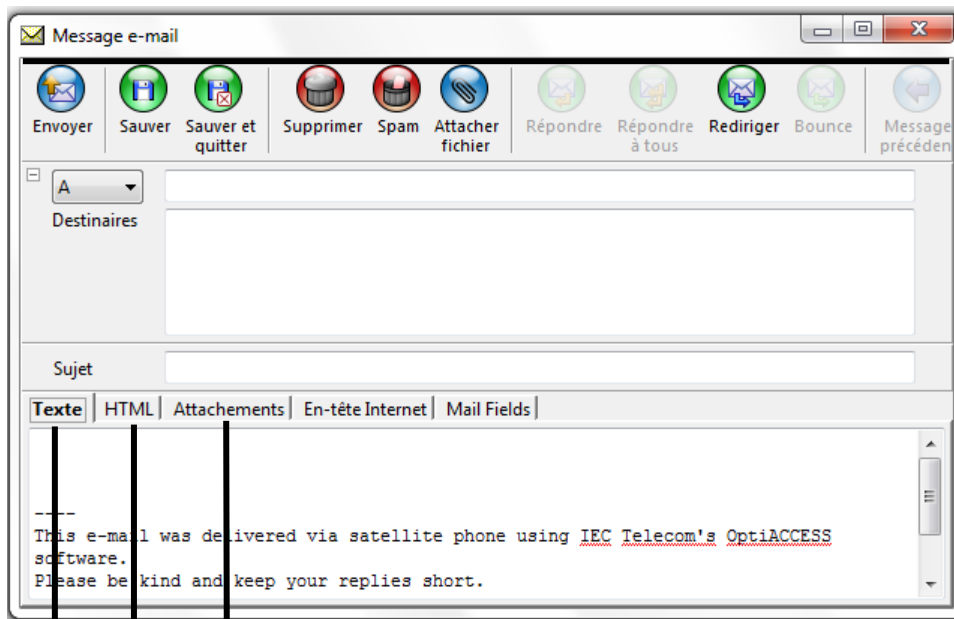 Message e-mail
Envoyer Sauver Sauver et quitter Supprimer Spam Attacher fichier Répondre Répondre à tous Rediriger Bounce Message précéden
A
Destinaires
Sujet
Texte HTML Attachements En-tête Internet Mail Fields
----
This e-mail was delivered via satellite phone using IEC Telecom's OptiACCESS
software.
Please be kind and keep your replies short.